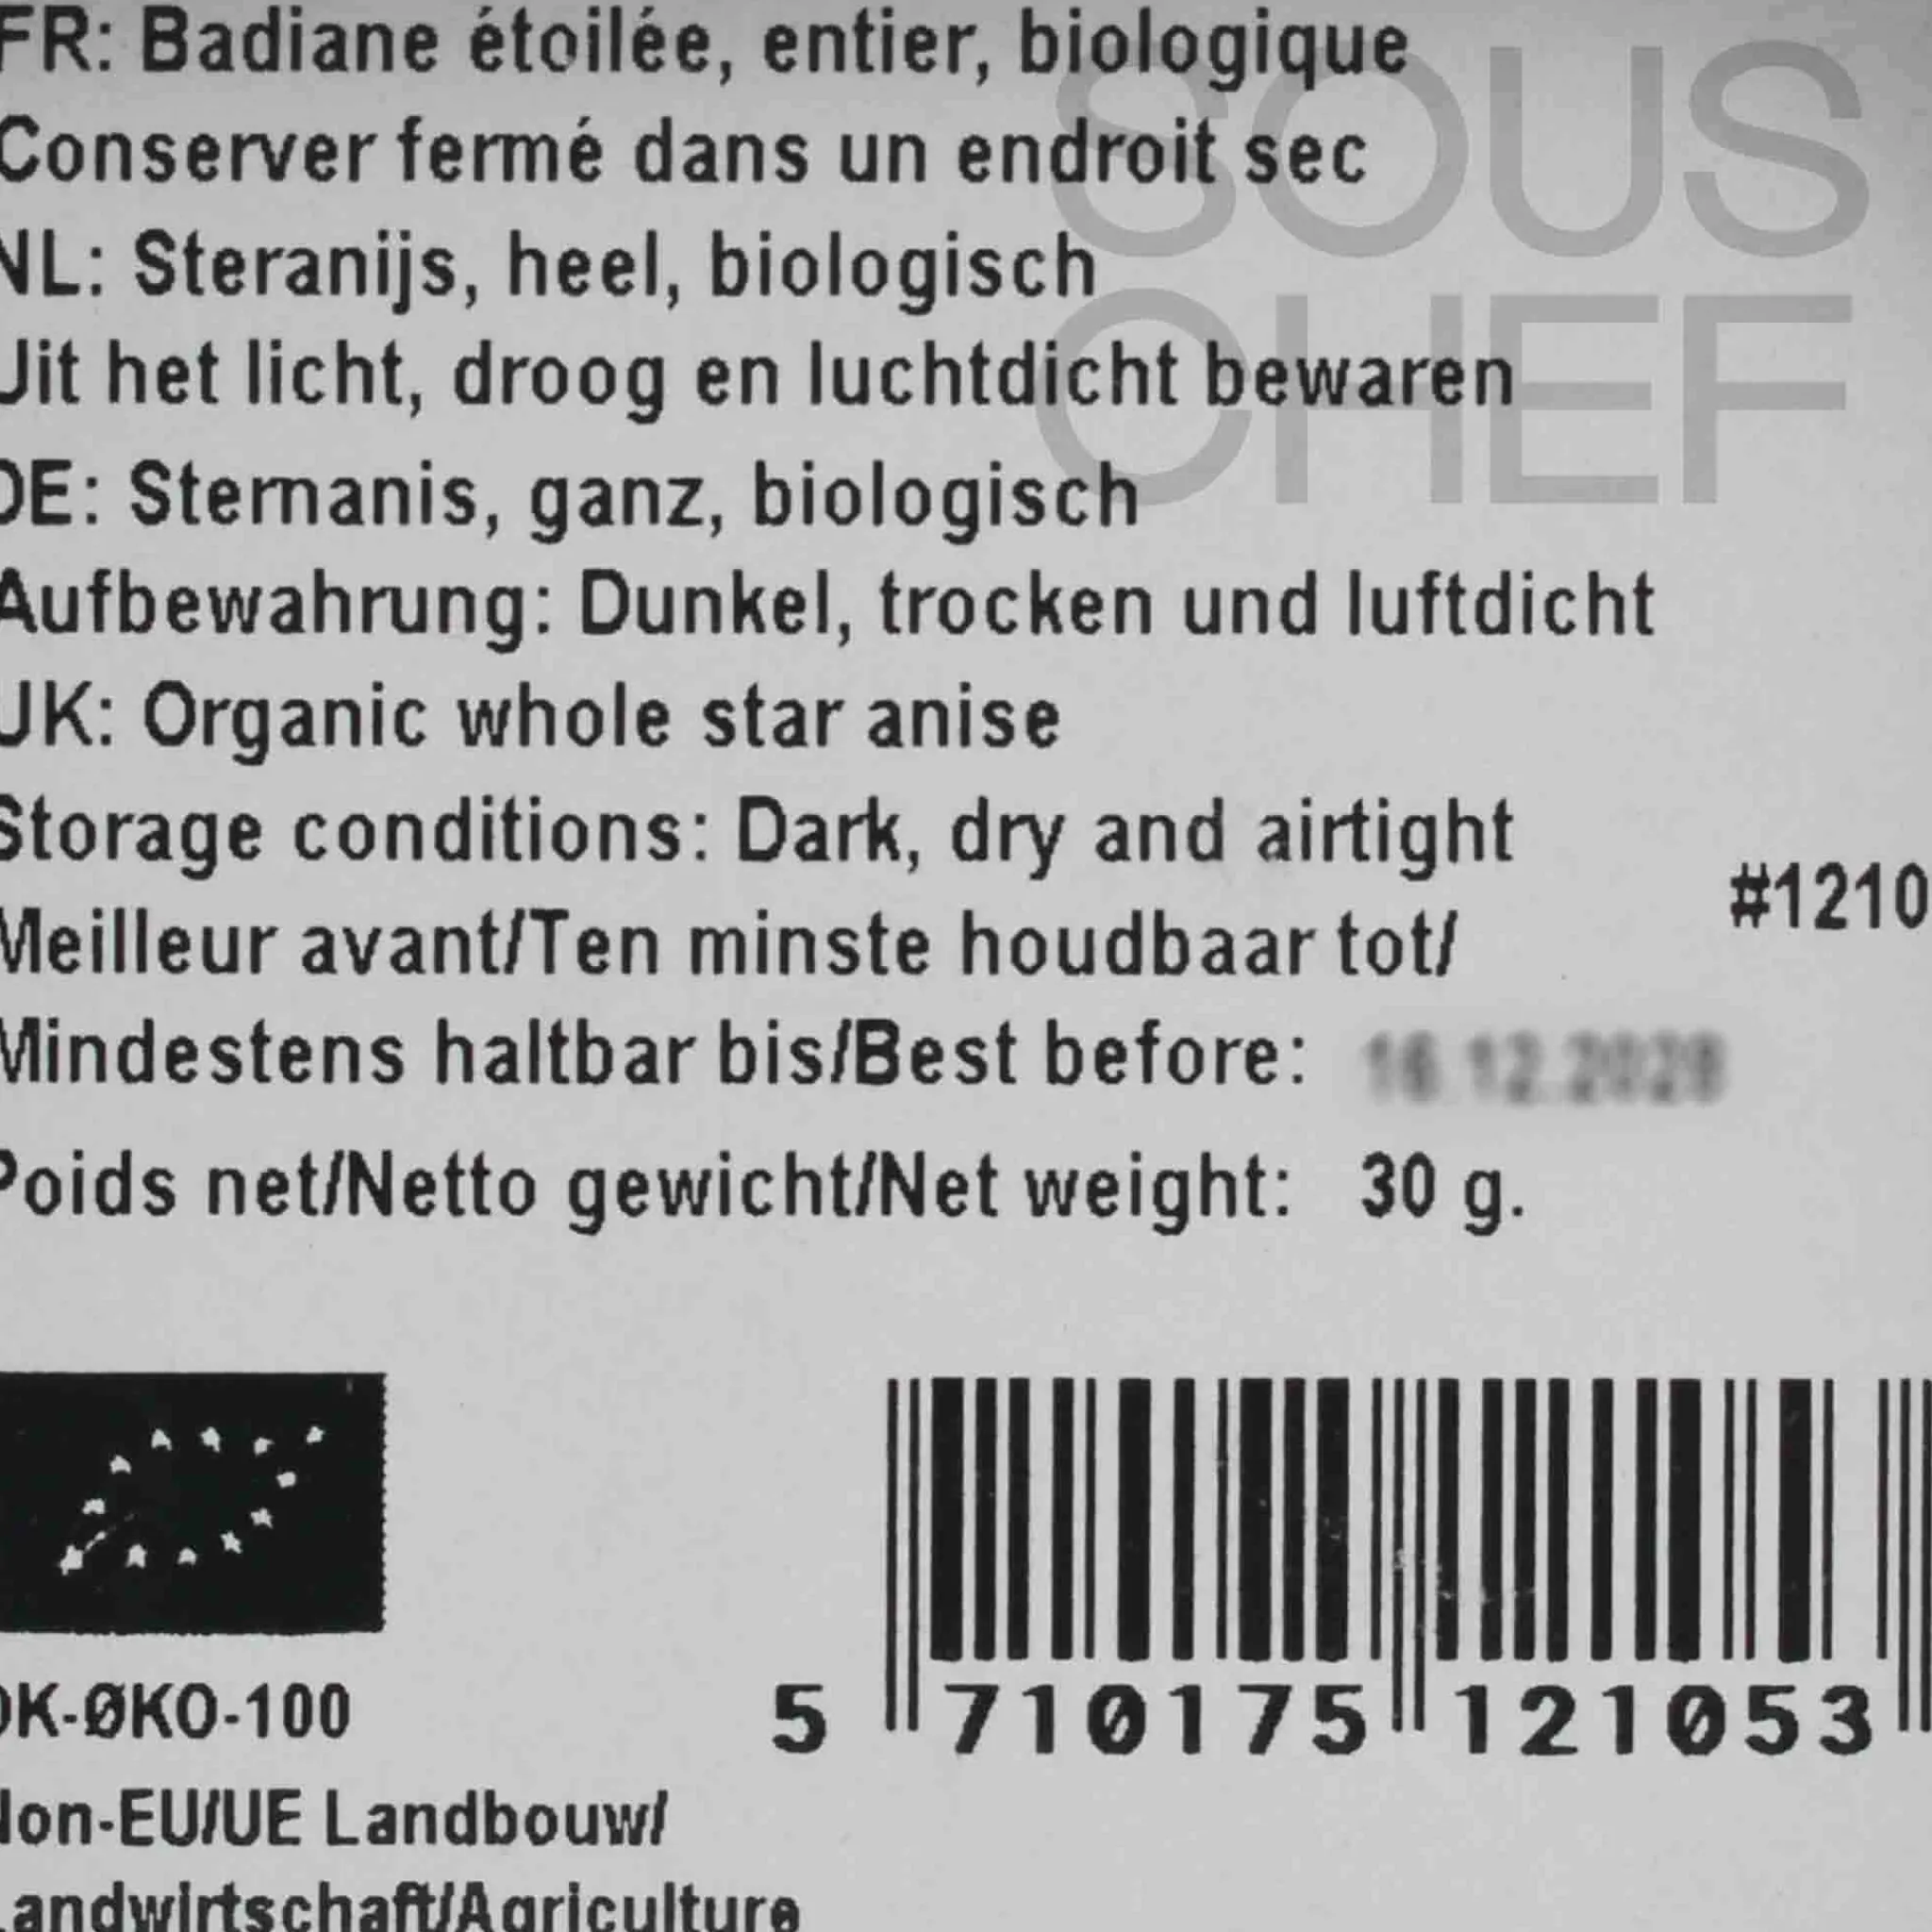 FR: Badiane étoilée, entier, biologique
Conserver fermé dans un endroit sec
NL: Steranijs, heel, biologisch
Uit het licht, droog en luchtdicht bewaren
DE: Sternanis, ganz, biologisch
Aufbewahrung: Dunkel, trocken und luftdicht
UK: Organic whole star anise
Storage conditions: Dark, dry and airtight
#1210
Meilleur avant/Ten minste houdbaar tot/
Mindestens haltbar bis/Best before:
Poids net/Netto gewicht/Net weight: 30 g.
DK-ØKO-100
5 710175 121053
Non-EU/UE Landbouw/
Landwirtschaft/Agriculture
SOUS
CHEF